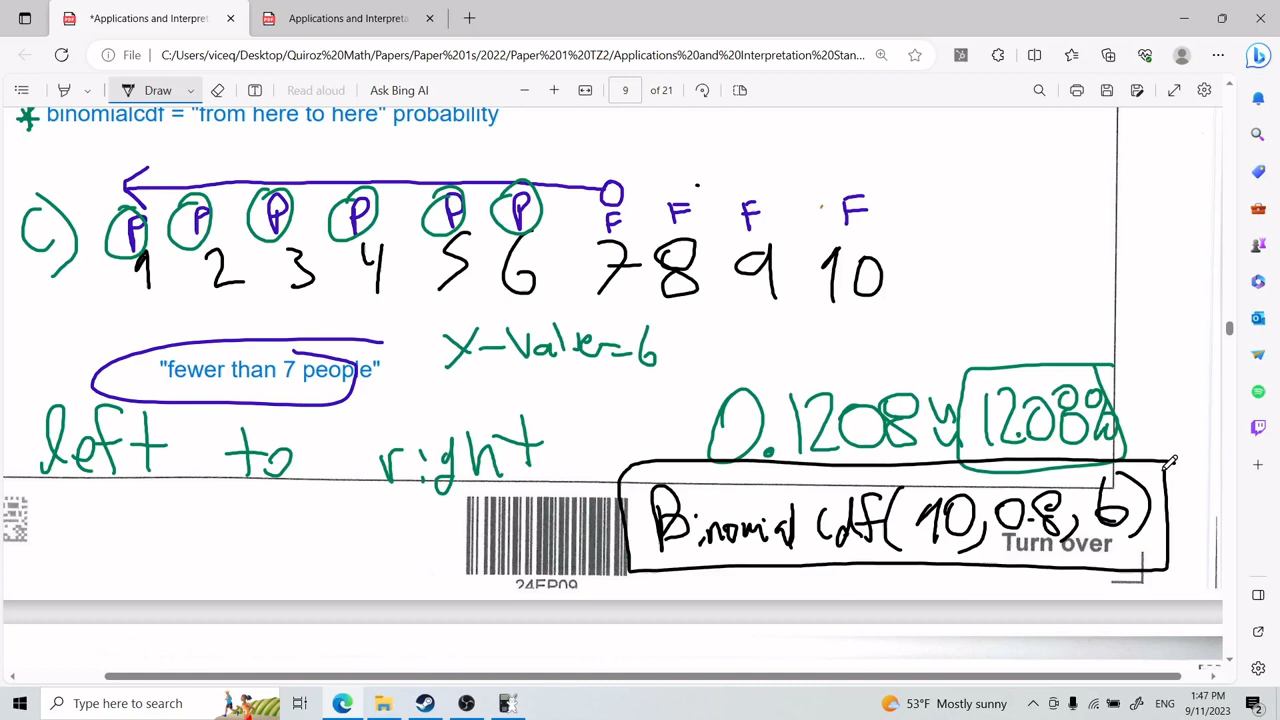 *Applications and Interpret
Applications and Interpreta
File
C:/Users/viceq/Desktop/Quiroz%20Math/Papers/Paper%201s/2022/Paper%201%20TZ2/Applications%20and%20Interpretation%20Stan...
Draw
Read aloud
Ask Bing AI
9
of 21
* binomialcdf = "from here to here" probability
C)
P P P P P P F F F F
1 2 3 4 5 6 7 8 9 10
x-value=6
"fewer than 7 people"
0.1208
12.08%
left to right
Binomial cdf(10,0.8,6)
Turn over
24EP09
Type here to search
53°F Mostly sunny
ENG
1:47 PM
9/11/2023
2